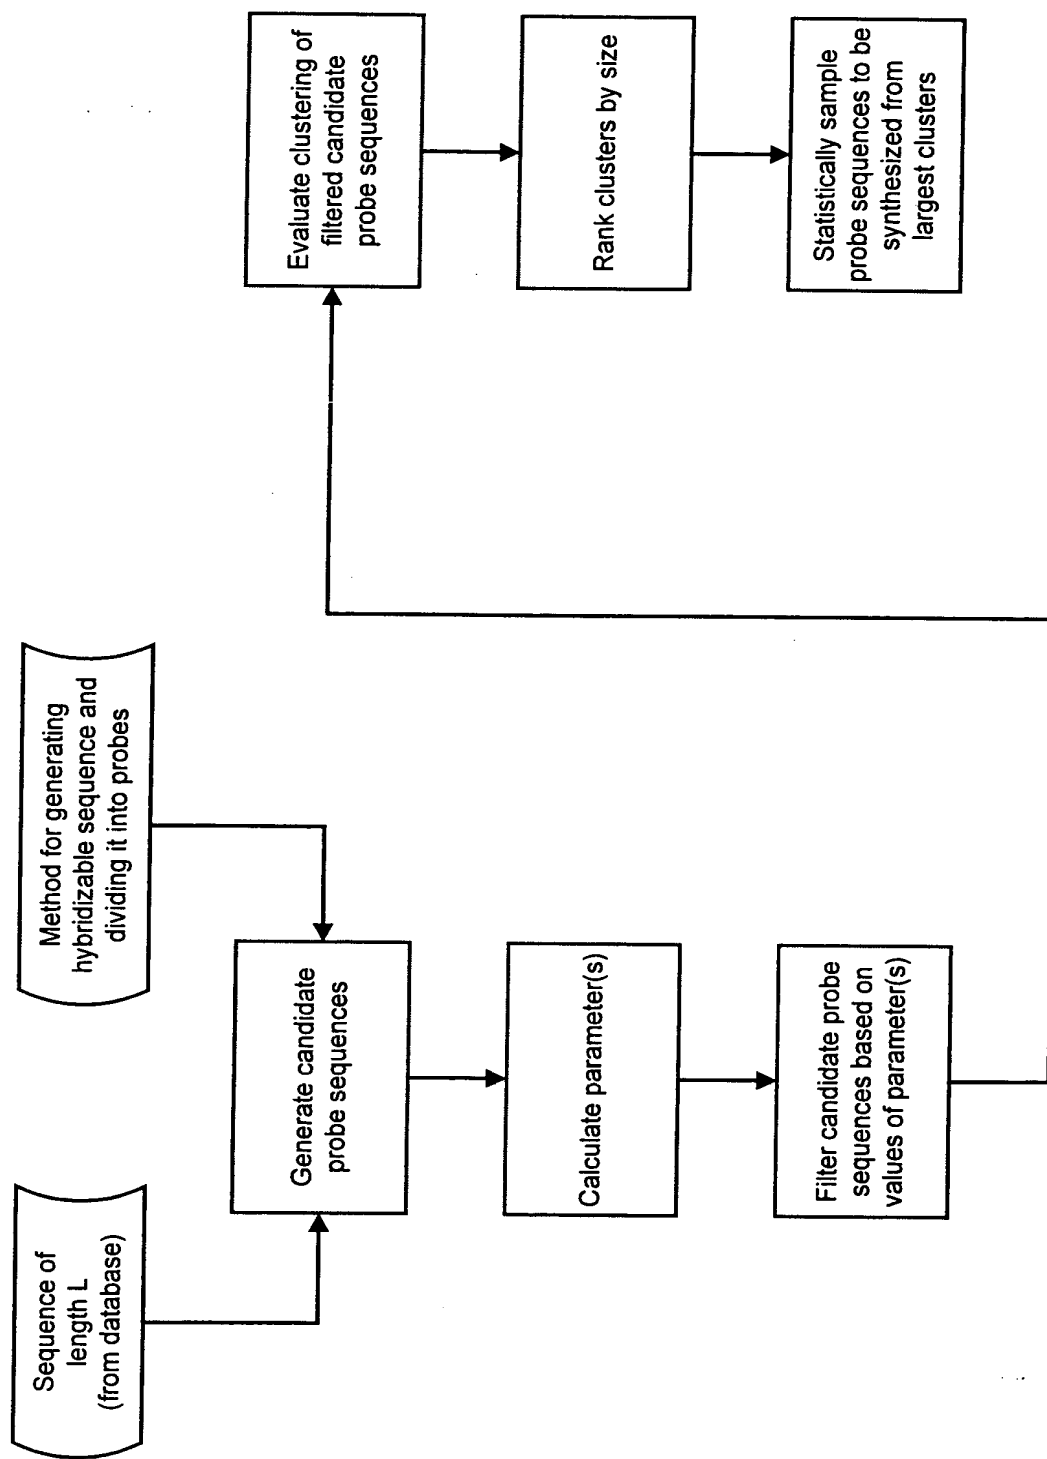 Sequence of
length L
(from database)
Method for generating
hybridizable sequence and
dividing it into probes
Generate candidate
probe sequences
Calculate parameter(s)
Filter candidate probe
sequences based on
values of parameter(s)
Evaluate clustering of
filtered candidate
probe sequences
Rank clusters by size
Statistically sample
probe sequences to be
synthesized from
largest clusters